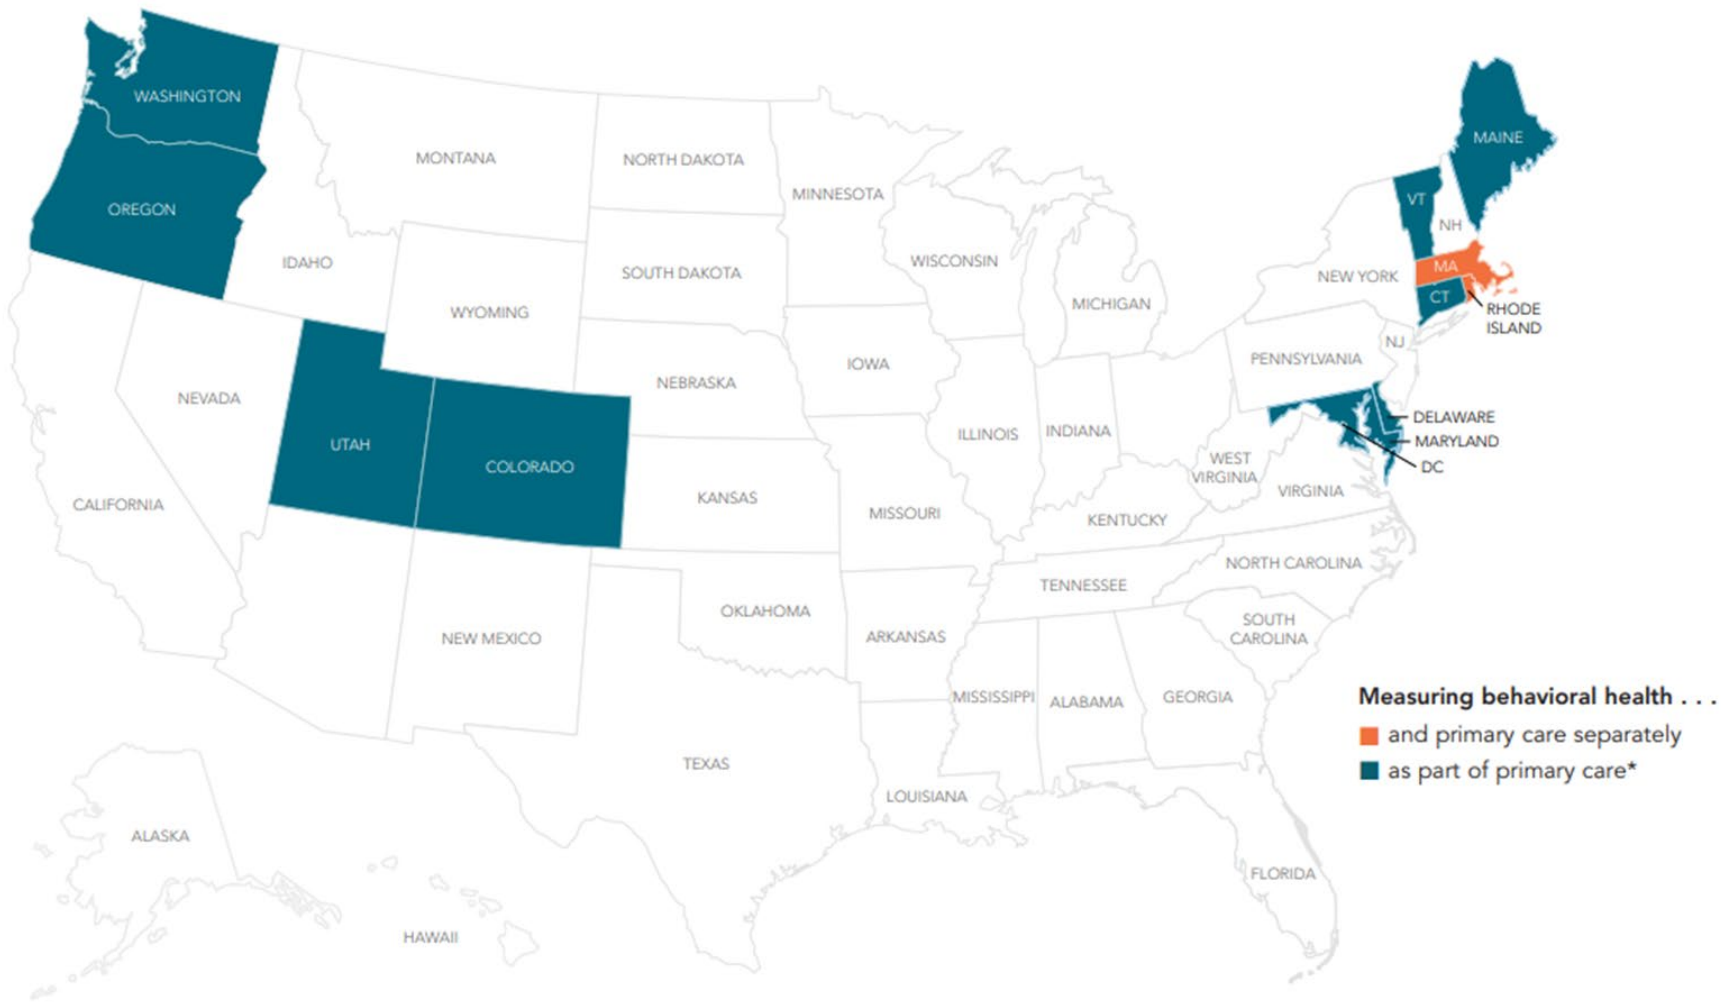 WASHINGTON
MAINE
MONTANA
NORTH DAKOTA
MINNESOTA
VT
OREGON
NH
IDAHO
SOUTH DAKOTA
WISCONSIN
NEW YORK
MA
CT
WYOMING
MICHIGAN
RHODE
ISLAND
NJ
PENNSYLVANIA
IOWA
NEBRASKA
NEVADA
DELAWARE
UTAH
ILLINOIS
INDIANA
MARYLAND
COLORADO
WEST
VIRGINIA
DC
CALIFORNIA
KANSAS
MISSOURI
VIRGINIA
KENTUCKY
NORTH CAROLINA
TENNESSEE
OKLAHOMA
ARKANSAS
SOUTH
CAROLINA
NEW MEXICO
MISSISSIPPI
ALABAMA
GEORGIA
Measuring behavioral health . . .
and primary care separately
as part of primary care*
TEXAS
LOUISIANA
ALASKA
FLORIDA
HAWAII